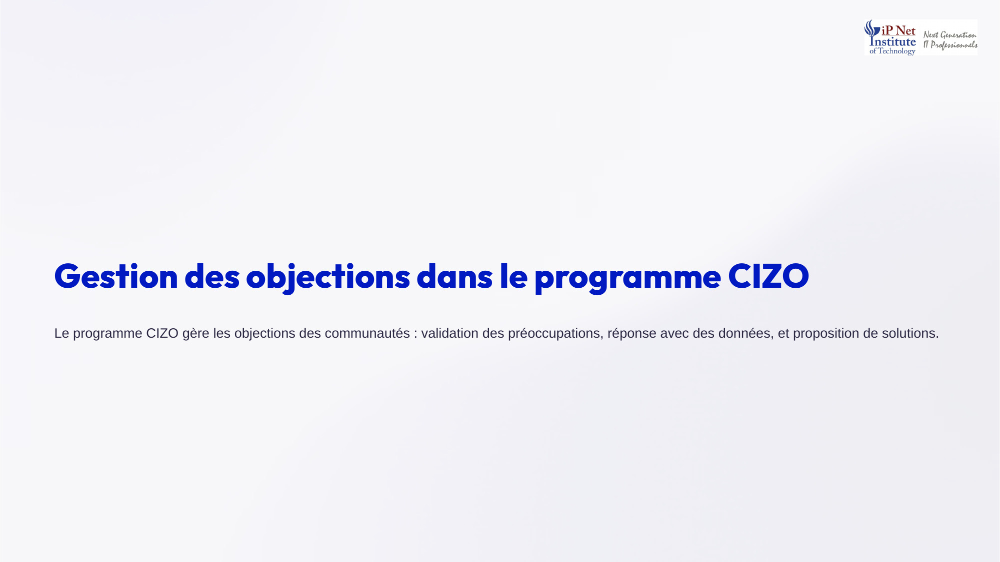 iP Net
Institute
of Technology
Next Generation
IT Professionnels
Gestion des objections dans le programme CIZO
Le programme CIZO gère les objections des communautés : validation des préoccupations, réponse avec des données, et proposition de solutions.